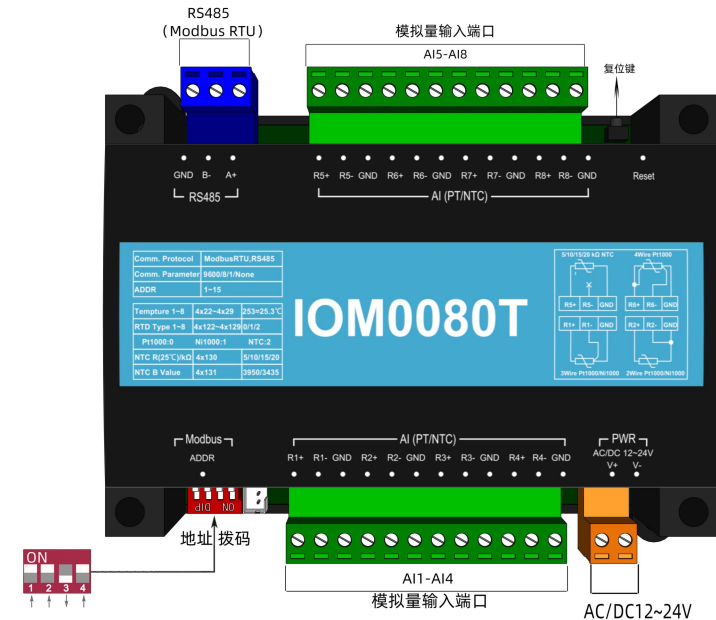 RS485
（Modbus RTU）
模拟量输入端口
AI5-AI8
复位键
GND B- A+
RS485
R5+ R5- GND R6+ R6- GND R7+ R7- GND R8+ R8- GND
AI (PT/NTC)
Reset
Comm. Protocol ModbusRTU,RS485
Comm. Parameter 9600/8/1/None
ADDR 1~15
Tempture 1~8 4x22~4x29 253=25.3℃
RTD Type 1~8 4x122~4x129 0/1/2
Pt1000:0 Ni1000:1 NTC:2
NTC R(25℃)/kΩ 4x130 5/10/15/20
NTC B Value 4x131 3950/3435
IOM0080T
5/10/15/20 kΩ NTC 4Wire Pt1000
R5+ R5- GND R6+ R6- GND
R1+ R1- GND R2+ R2- GND
3Wire Pt1000/Ni1000 2Wire Pt1000/Ni1000
Modbus
ADDR
AI (PT/NTC)
R1+ R1- GND R2+ R2- GND R3+ R3- GND R4+ R4- GND
PWR
AC/DC 12~24V
V+ V-
ON DIP
地址 拨码
ON
1 2 3 4
AI1-AI4
模拟量输入端口
AC/DC12~24V